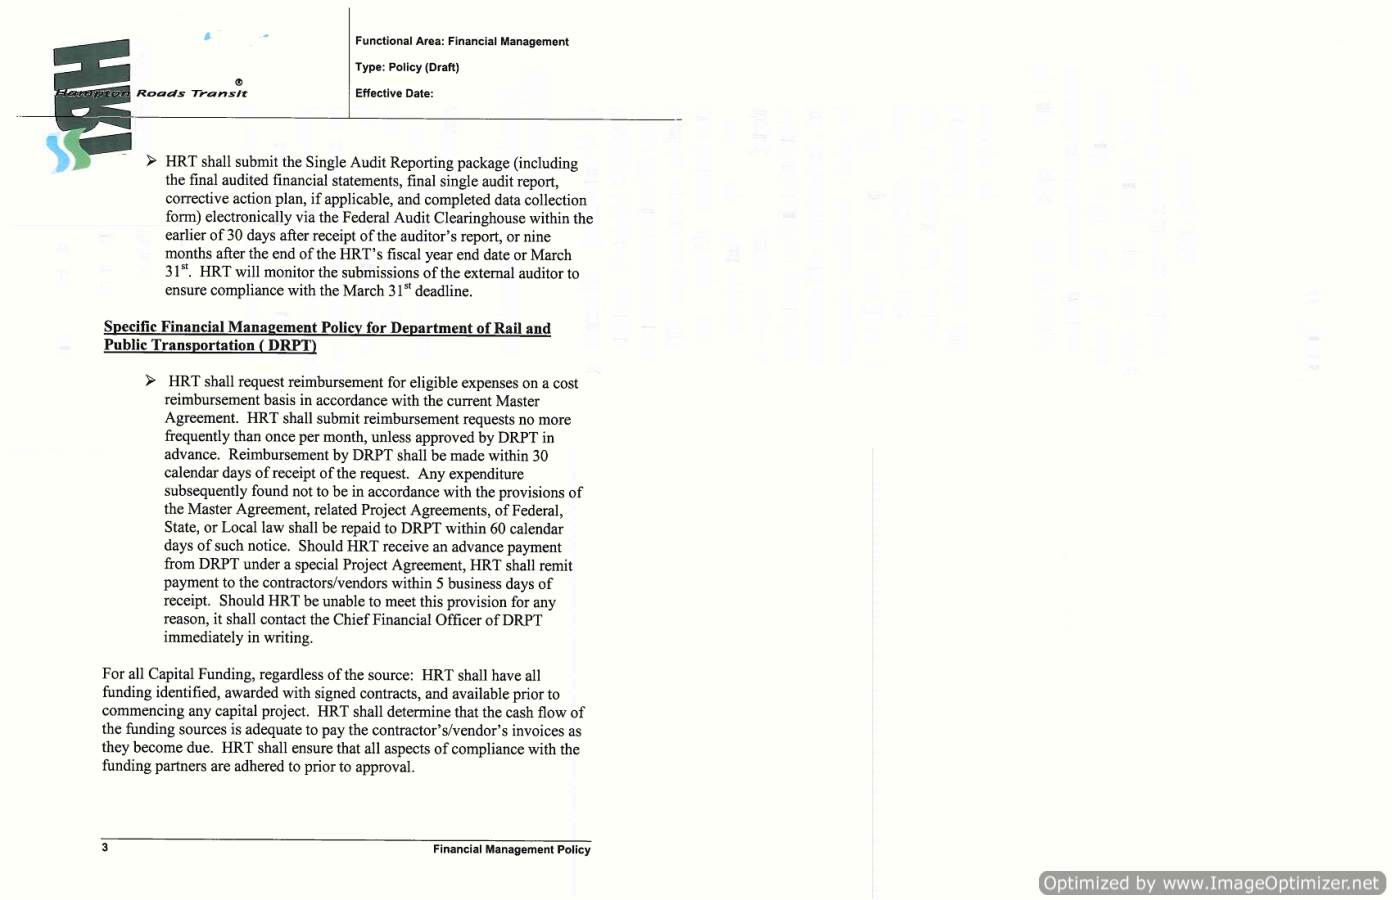 HRT
Hampton Roads Transit ®
Functional Area: Financial Management
Type: Policy (Draft)
Effective Date:
➢ HRT shall submit the Single Audit Reporting package (including
the final audited financial statements, final single audit report,
corrective action plan, if applicable, and completed data collection
form) electronically via the Federal Audit Clearinghouse within the
earlier of 30 days after receipt of the auditor's report, or nine
months after the end of the HRT's fiscal year end date or March
31st. HRT will monitor the submissions of the external auditor to
ensure compliance with the March 31st deadline.
Specific Financial Management Policy for Department of Rail and
Public Transportation ( DRPT)
➢ HRT shall request reimbursement for eligible expenses on a cost
reimbursement basis in accordance with the current Master
Agreement. HRT shall submit reimbursement requests no more
frequently than once per month, unless approved by DRPT in
advance. Reimbursement by DRPT shall be made within 30
calendar days of receipt of the request. Any expenditure
subsequently found not to be in accordance with the provisions of
the Master Agreement, related Project Agreements, of Federal,
State, or Local law shall be repaid to DRPT within 60 calendar
days of such notice. Should HRT receive an advance payment
from DRPT under a special Project Agreement, HRT shall remit
payment to the contractors/vendors within 5 business days of
receipt. Should HRT be unable to meet this provision for any
reason, it shall contact the Chief Financial Officer of DRPT
immediately in writing.
For all Capital Funding, regardless of the source: HRT shall have all
funding identified, awarded with signed contracts, and available prior to
commencing any capital project. HRT shall determine that the cash flow of
the funding sources is adequate to pay the contractor's/vendor's invoices as
they become due. HRT shall ensure that all aspects of compliance with the
funding partners are adhered to prior to approval.
3 Financial Management Policy
Optimized by www.ImageOptimizer.net